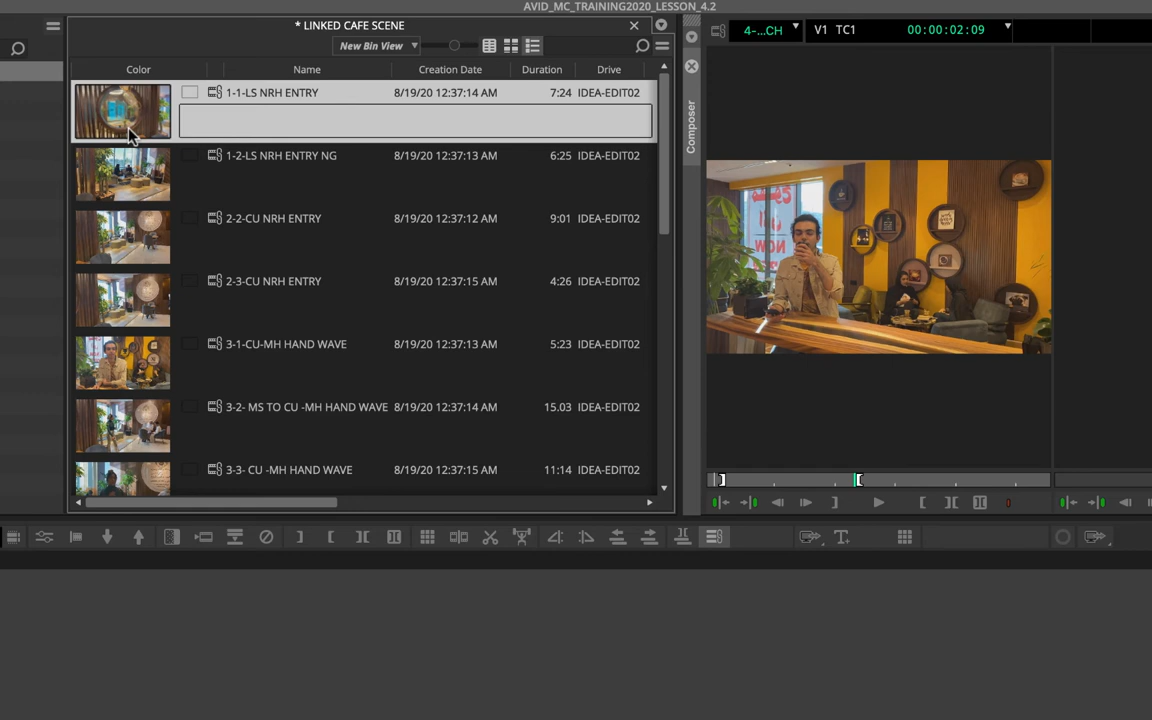 AVID_MC_TRAINING2020_LESSON_4.2
* LINKED CAFE SCENE
New Bin View
Color Name Creation Date Duration Drive
1-1-LS NRH ENTRY 8/19/20 12:37:14 AM 7:24 IDEA-EDIT02
1-2-LS NRH ENTRY NG 8/19/20 12:37:13 AM 6:25 IDEA-EDIT02
2-2-CU NRH ENTRY 8/19/20 12:37:12 AM 9:01 IDEA-EDIT02
2-3-CU NRH ENTRY 8/19/20 12:37:15 AM 4:26 IDEA-EDIT02
3-1-CU-MH HAND WAVE 8/19/20 12:37:13 AM 5:23 IDEA-EDIT02
3-2- MS TO CU -MH HAND WAVE 8/19/20 12:37:14 AM 15.03 IDEA-EDIT02
3-3- CU -MH HAND WAVE 8/19/20 12:37:15 AM 11:14 IDEA-EDIT02
Composer
4-...CH V1 TC1 00:00:02:09
NOW